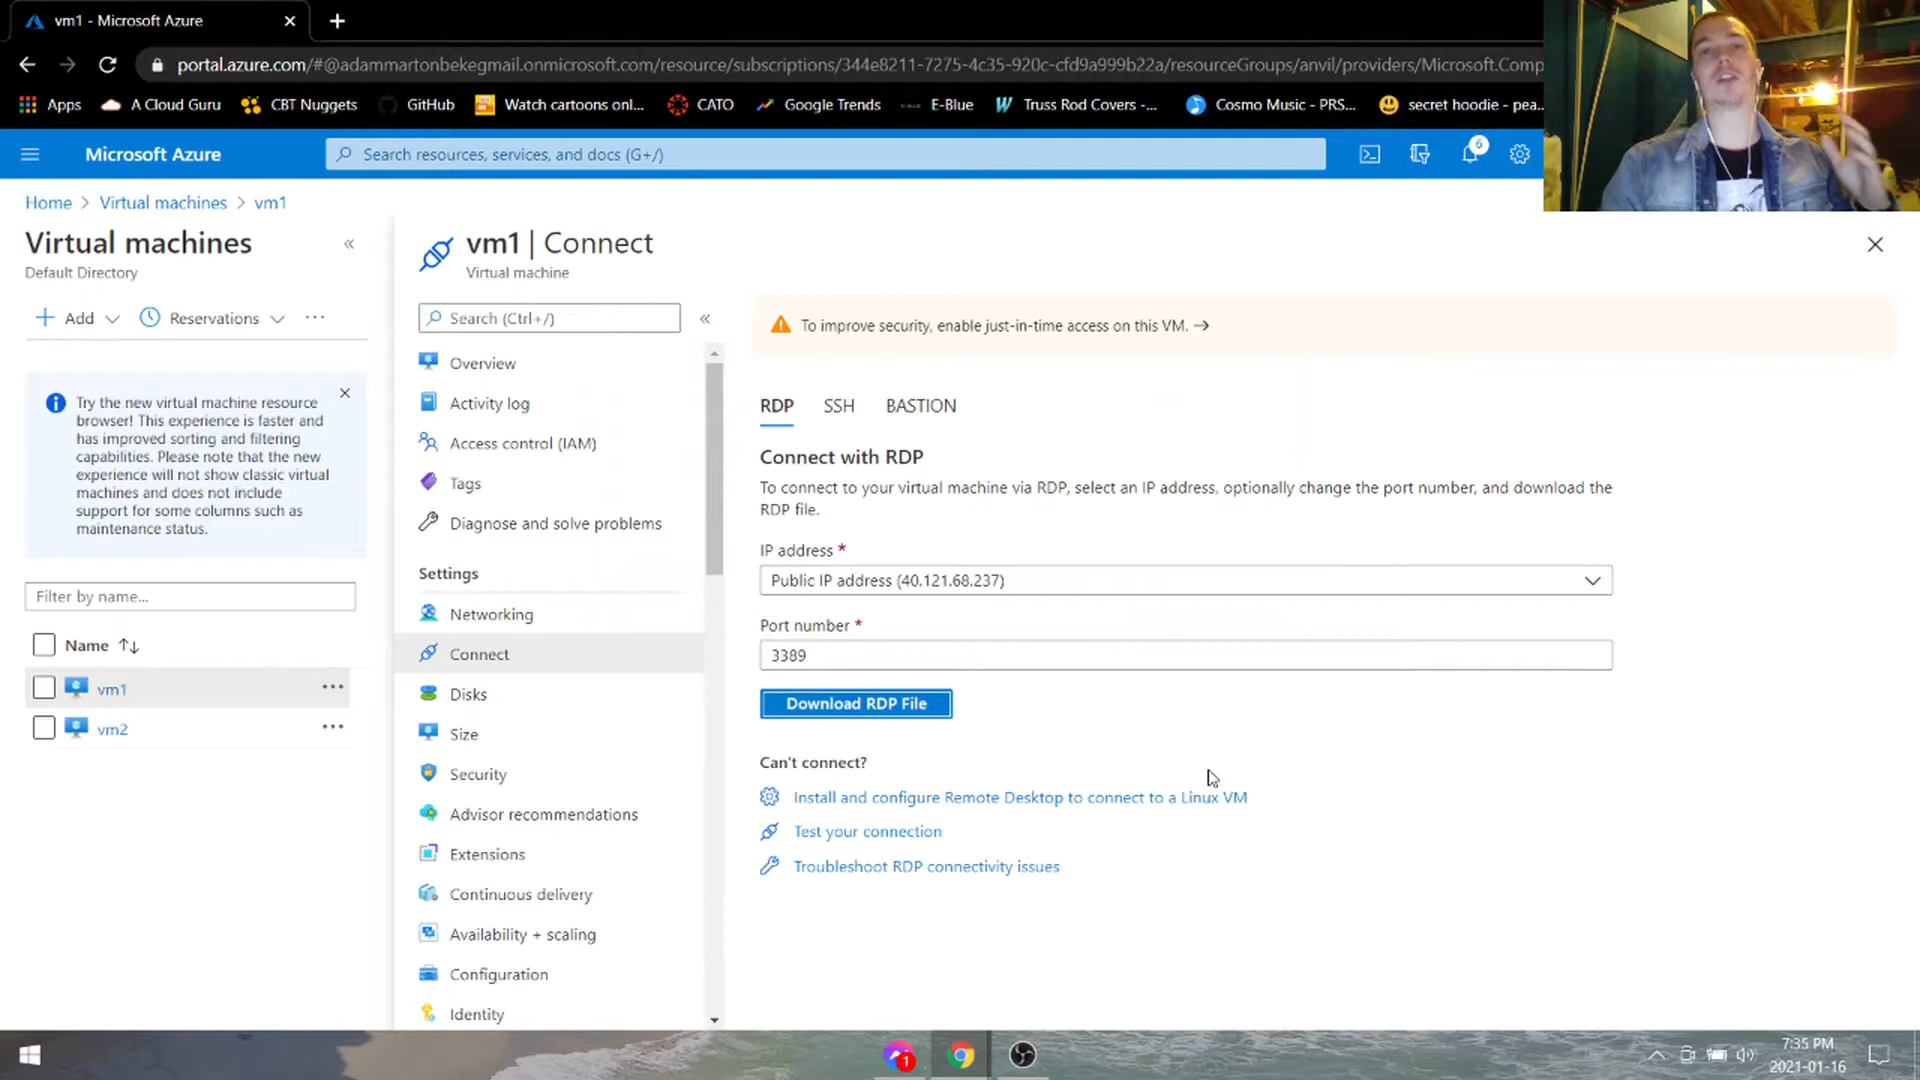 vm1 - Microsoft Azure
portal.azure.com/#@adammartonbekegmail.onmicrosoft.com/resource/subscriptions/344e8211-7275-4c35-920c-cfd9a999b22a/resourceGroups/anvil/providers/Microsoft.Comp
Apps A Cloud Guru CBT Nuggets GitHub Watch cartoons onl... CATO Google Trends E-Blue Truss Rod Covers -... Cosmo Music - PRS... secret hoodie - pea...
Microsoft Azure
Search resources, services, and docs (G+/)
6
Home > Virtual machines > vm1
Virtual machines
Default Directory
Add
Reservations
...
Try the new virtual machine resource
browser! This experience is faster and
has improved sorting and filtering
capabilities. Please note that the new
experience will not show classic virtual
machines and does not include
support for some columns such as
maintenance status.
Filter by name...
Name
vm1
vm2
vm1 | Connect
Virtual machine
Search (Ctrl+/)
Overview
Activity log
Access control (IAM)
Tags
Diagnose and solve problems
Settings
Networking
Connect
Disks
Size
Security
Advisor recommendations
Extensions
Continuous delivery
Availability + scaling
Configuration
Identity
To improve security, enable just-in-time access on this VM. →
RDP SSH BASTION
Connect with RDP
To connect to your virtual machine via RDP, select an IP address, optionally change the port number, and download the
RDP file.
IP address *
Public IP address (40.121.68.237)
Port number *
3389
Download RDP File
Can't connect?
Install and configure Remote Desktop to connect to a Linux VM
Test your connection
Troubleshoot RDP connectivity issues
1
7:35 PM
2021-01-16